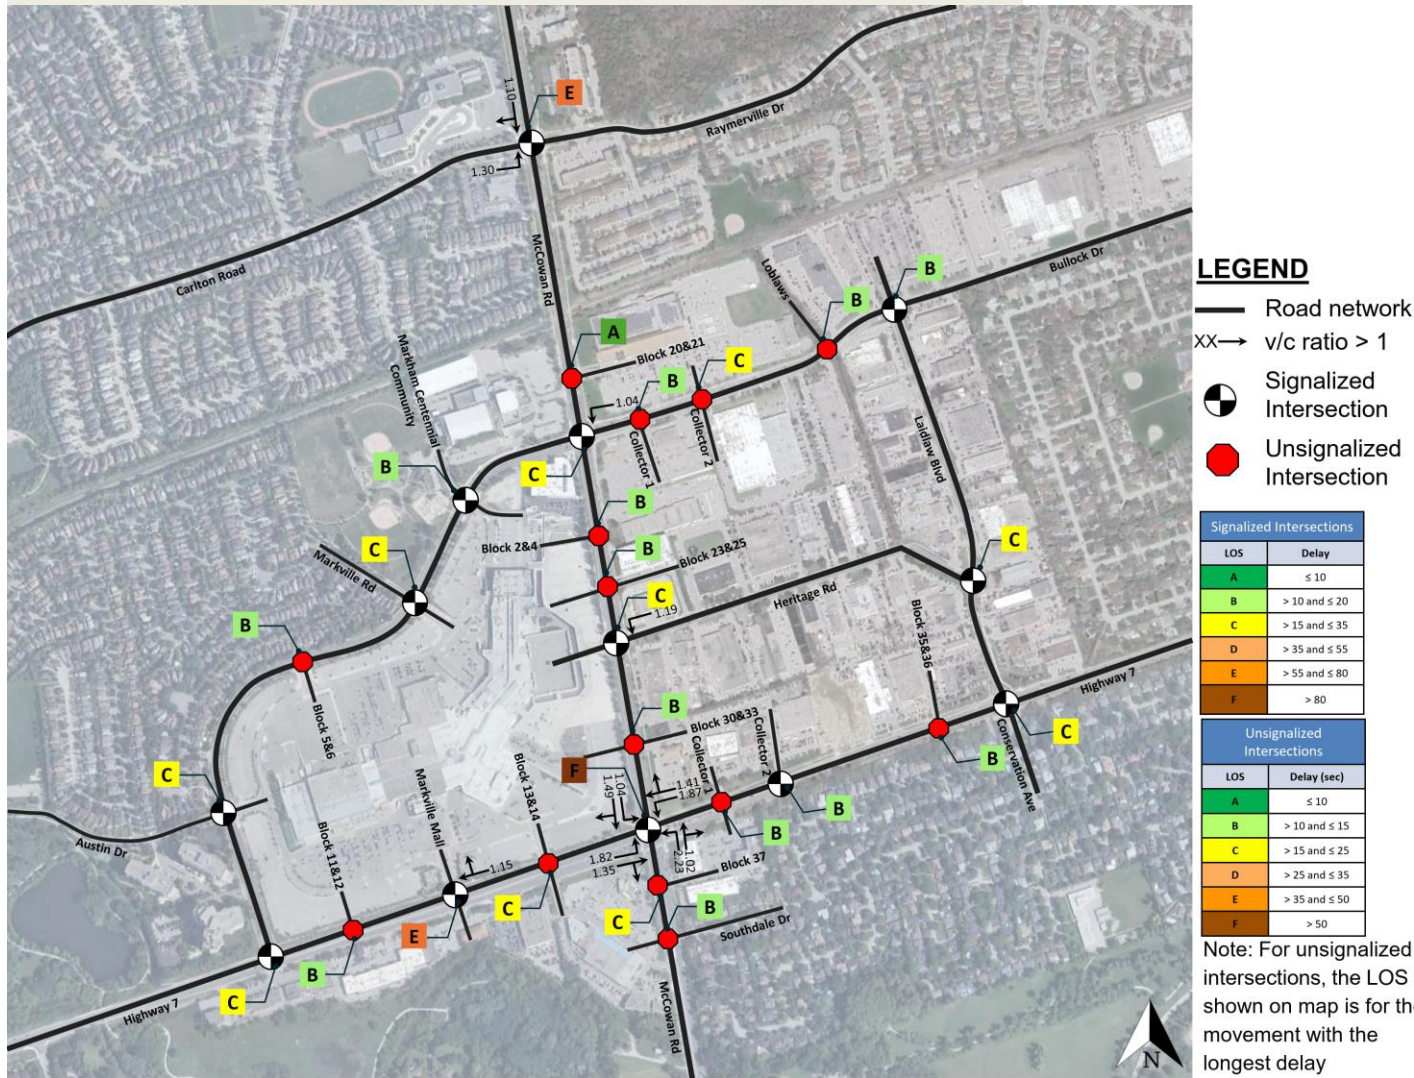 E
1.10
Raymerville Dr
1.30
McCowan Rd
Carlton Road
Loblaws
B
Bullock Dr
B
A
Block 20&21
Markham Centennial
Community
C
B
1.04
Collector 1
Collector 2
Laidlaw Blvd
B
C
B
Block 2&4
B
Block 23&25
C
Markville Rd
C
C
1.19
Heritage Rd
B
Block 35&36
Block 5&6
B
Block 30&33
Collector 1
Collector 2
Highway 7
Conservation Ave
C
B
C
F
1.04
1.49
1.41
1.87
B
B
Austin Dr
Block 11&12
Markville Mall
Block 13&14
1.15
1.82
1.35
2.23
1.02
Block 37
C
B
Southdale Dr
C
E
B
C
Highway 7
McCowan Rd
N
LEGEND
Road network
XX v/c ratio > 1
Signalized
Intersection
Unsignalized
Intersection
Signalized Intersections
LOS Delay
A ≤ 10
B > 10 and ≤ 20
C > 15 and ≤ 35
D > 35 and ≤ 55
E > 55 and ≤ 80
F > 80
Unsignalized
Intersections
LOS Delay (sec)
A ≤ 10
B > 10 and ≤ 15
C > 15 and ≤ 25
D > 25 and ≤ 35
E > 35 and ≤ 50
F > 50
Note: For unsignalized
intersections, the LOS
shown on map is for th
movement with the
longest delay